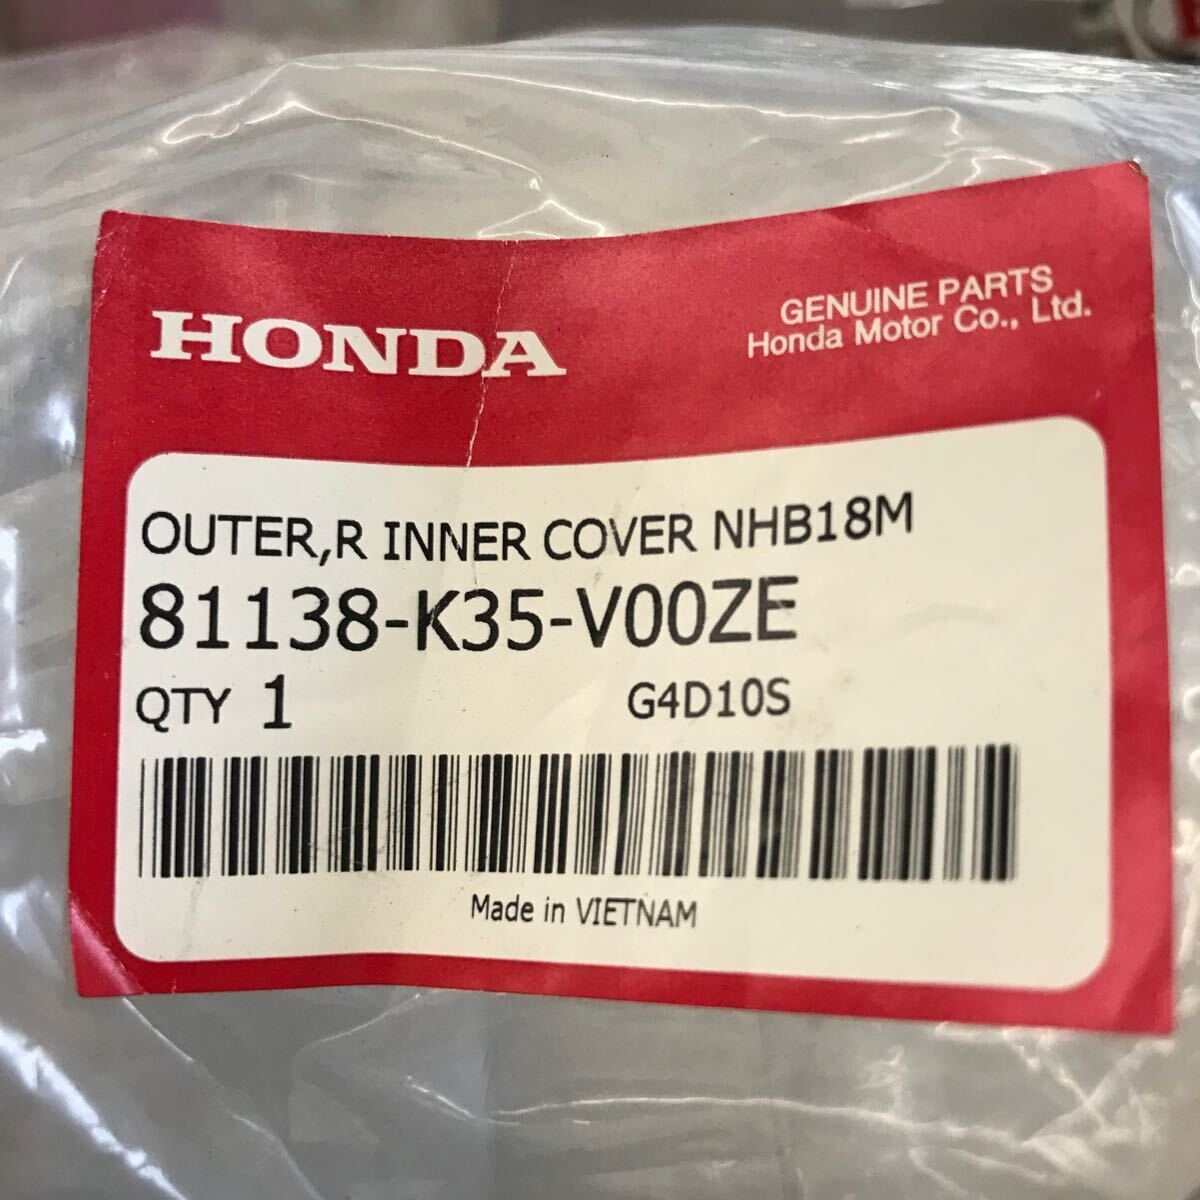 HONDA
GENUINE PARTS
Honda Motor Co., Ltd.
OUTER,R INNER COVER NHB18M
81138-K35-V00ZE
QTY 1 G4D10S
Made in VIETNAM